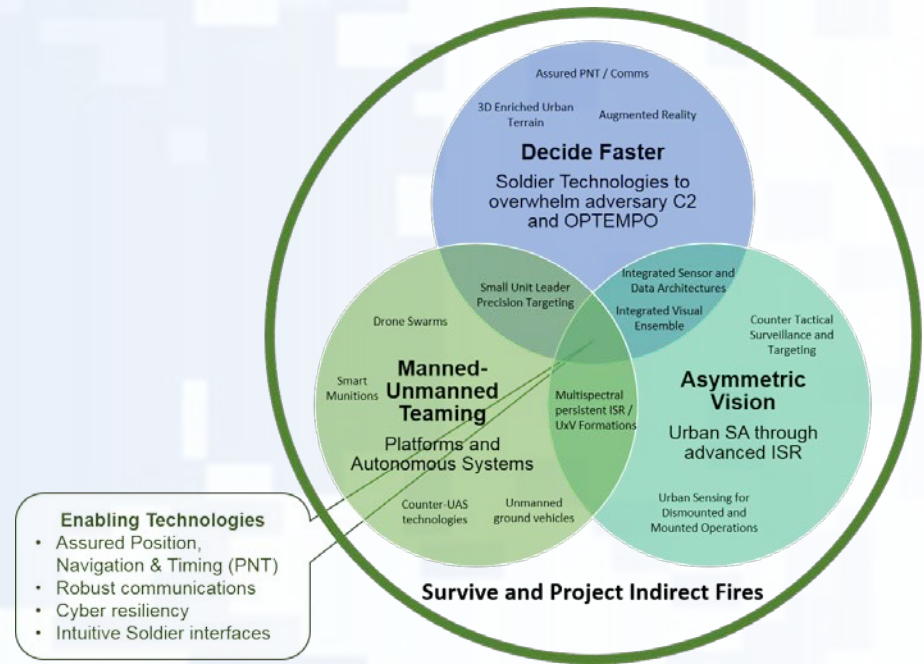 Assured PNT / Comms
3D Enriched Urban
Terrain
Augmented Reality
Decide Faster
Soldier Technologies to
overwhelm adversary C2
and OPTEMPO
Small Unit Leader
Precision Targeting
Integrated Sensor and
Data Architectures
Integrated Visual
Ensemble
Counter Tactical
Surveillance and
Targeting
Drone Swarms
Smart
Munitions
Manned-
Unmanned
Teaming
Platforms and
Autonomous Systems
Multispectral
persistent ISR /
UxV Formations
Asymmetric
Vision
Urban SA through
advanced ISR
Counter-UAS
technologies
Unmanned
ground vehicles
Urban Sensing for
Dismounted and
Mounted Operations
Survive and Project Indirect Fires
Enabling Technologies
• Assured Position,
Navigation & Timing (PNT)
• Robust communications
• Cyber resiliency
• Intuitive Soldier interfaces